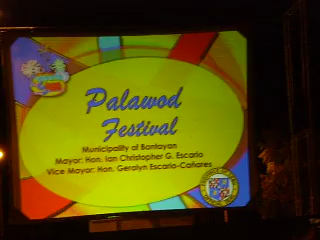 Palawod
Festival
Municipality of Bantayan
Mayor: Hon. Ian Christopher G. Escario
Vice Mayor: Hon. Geralyn Escario-Cañares